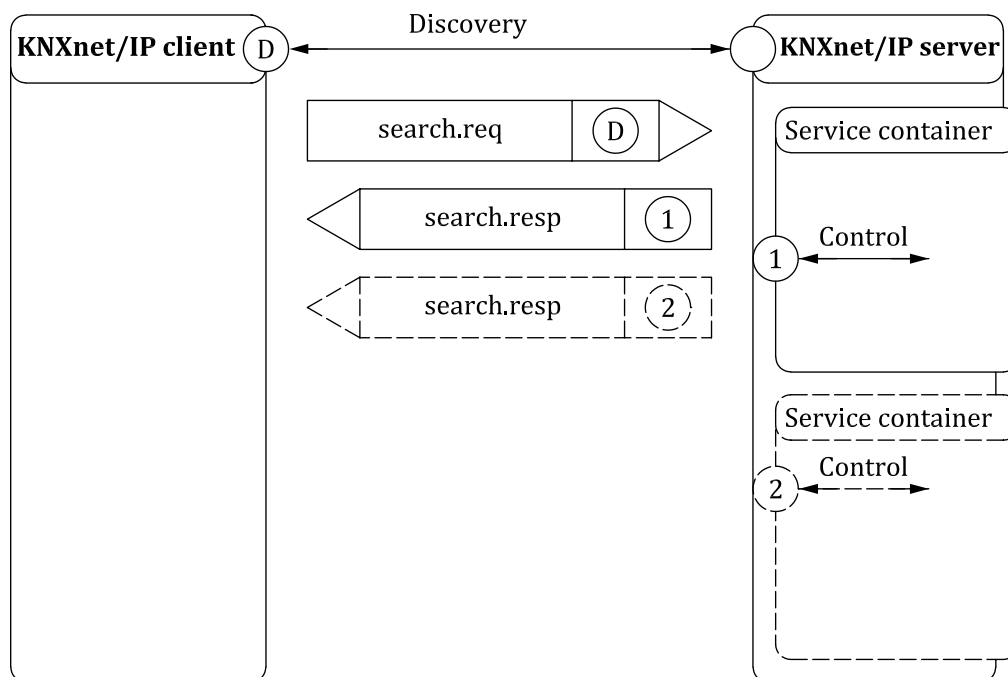 Discovery
KNXnet/IP client
D
KNXnet/IP server
search.req
D
Service container
search.resp
1
1
Control
search.resp
2
Service container
2
Control